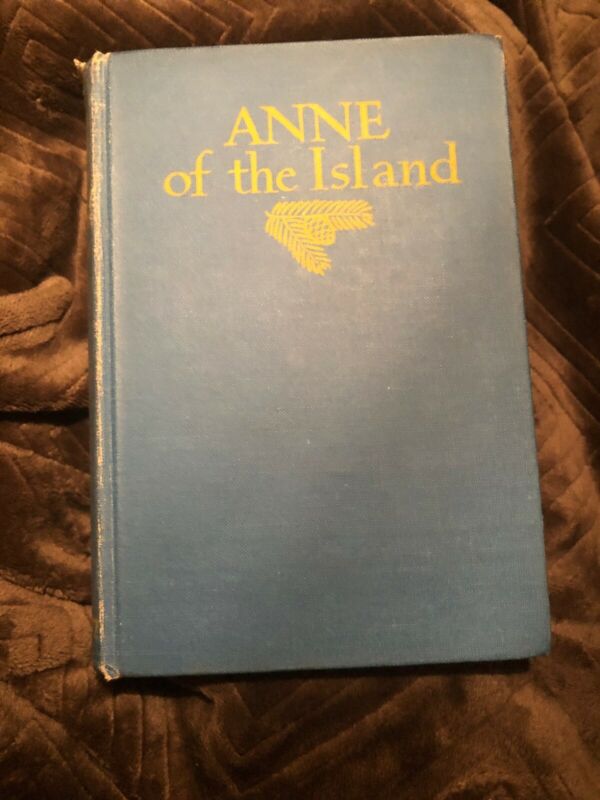 ANNE
of the Island